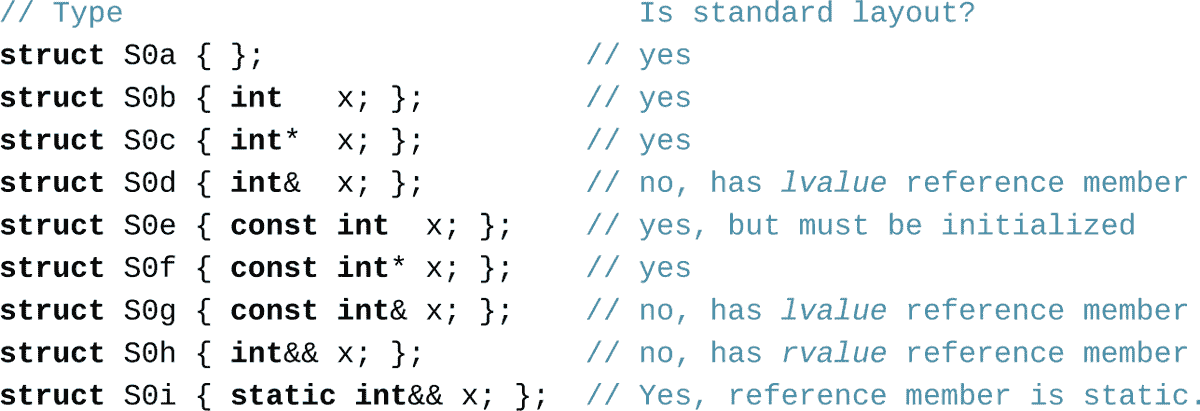 // Type                             Is standard layout?
struct S0a { };                  // yes
struct S0b { int   x; };         // yes
struct S0c { int*  x; };         // yes
struct S0d { int&  x; };         // no, has lvalue reference member
struct S0e { const int  x; };    // yes, but must be initialized
struct S0f { const int* x; };    // yes
struct S0g { const int& x; };    // no, has lvalue reference member
struct S0h { int&& x; };         // no, has rvalue reference member
struct S0i { static int&& x; };  // Yes, reference member is static.